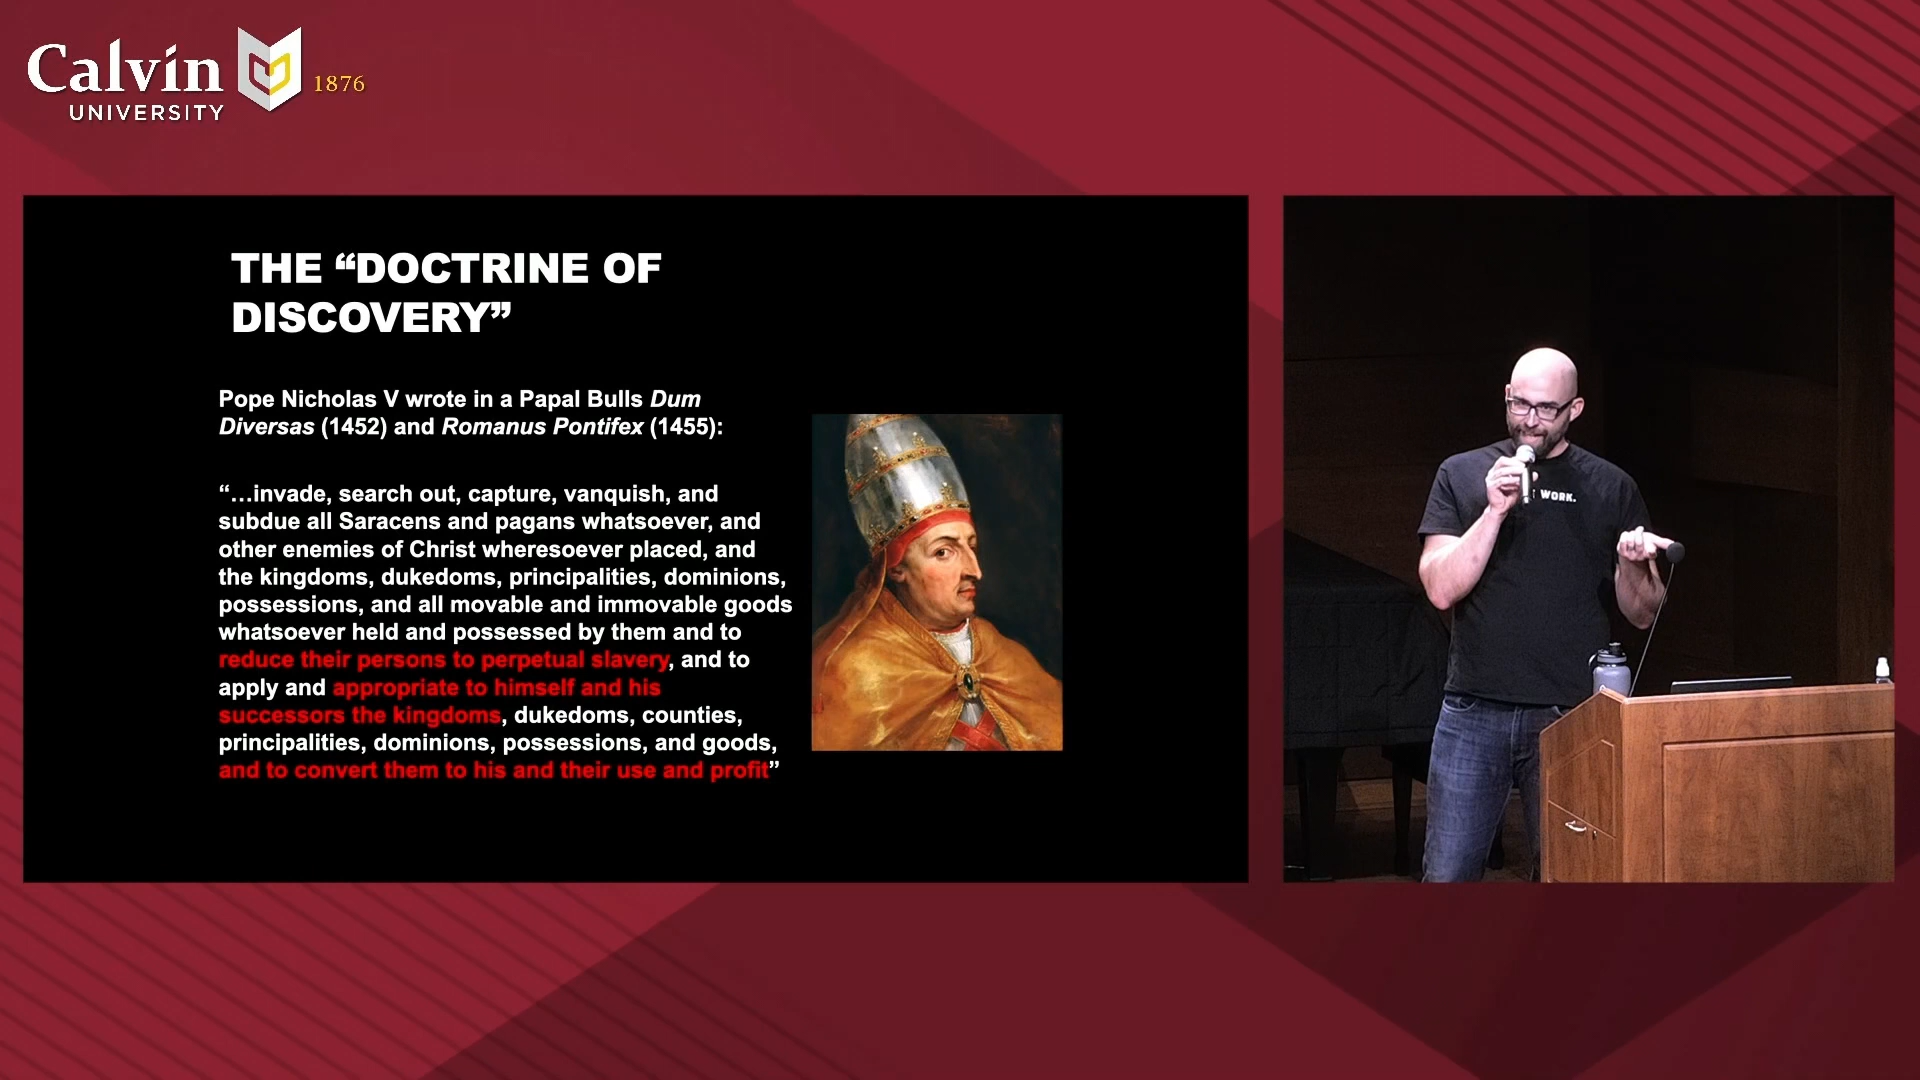 Calvin
UNIVERSITY
1876
THE “DOCTRINE OF
DISCOVERY”
Pope Nicholas V wrote in a Papal Bulls Dum
Diversas (1452) and Romanus Pontifex (1455):
“…invade, search out, capture, vanquish, and
subdue all Saracens and pagans whatsoever, and
other enemies of Christ wheresoever placed, and
the kingdoms, dukedoms, principalities, dominions,
possessions, and all movable and immovable goods
whatsoever held and possessed by them and to
reduce their persons to perpetual slavery, and to
apply and appropriate to himself and his
successors the kingdoms, dukedoms, counties,
principalities, dominions, possessions, and goods,
and to convert them to his and their use and profit”
WORK.